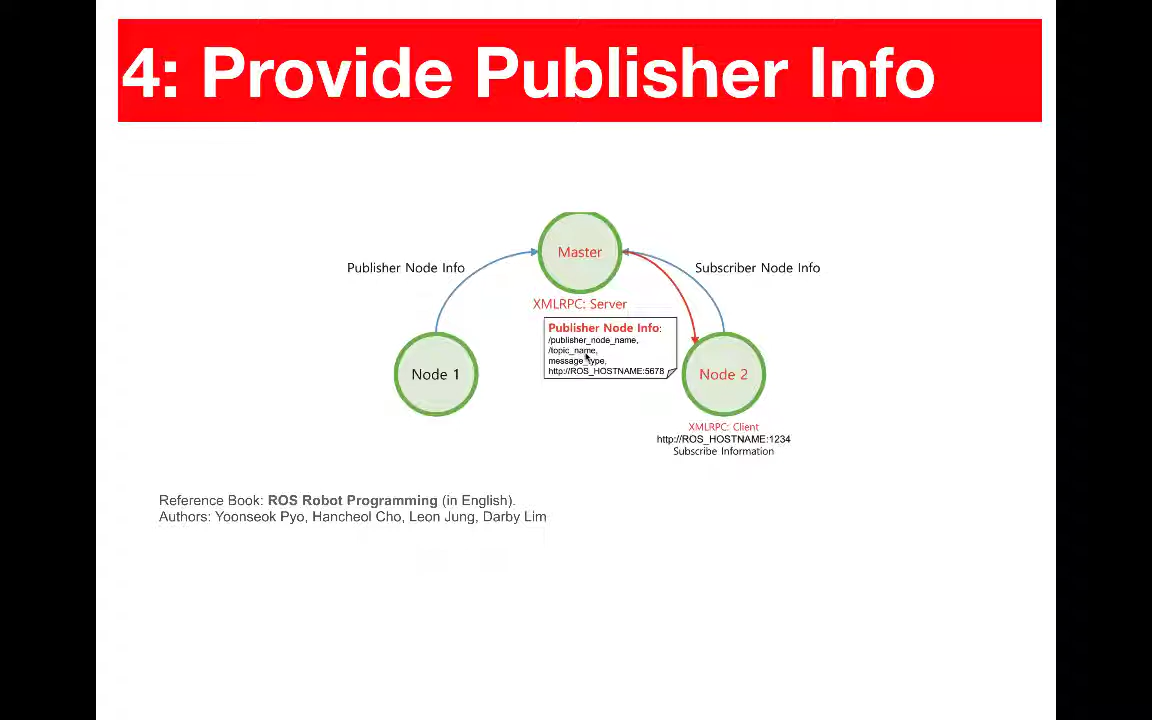 4: Provide Publisher Info
Master
Publisher Node Info
Subscriber Node Info
XMLRPC: Server
Publisher Node Info:
/publisher_node_name,
/topic_name,
message_type,
http://ROS_HOSTNAME:5678
Node 1
Node 2
XMLRPC: Client
http://ROS_HOSTNAME:1234
Subscribe Information
Reference Book: ROS Robot Programming (in English).
Authors: Yoonseok Pyo, Hancheol Cho, Leon Jung, Darby Lim